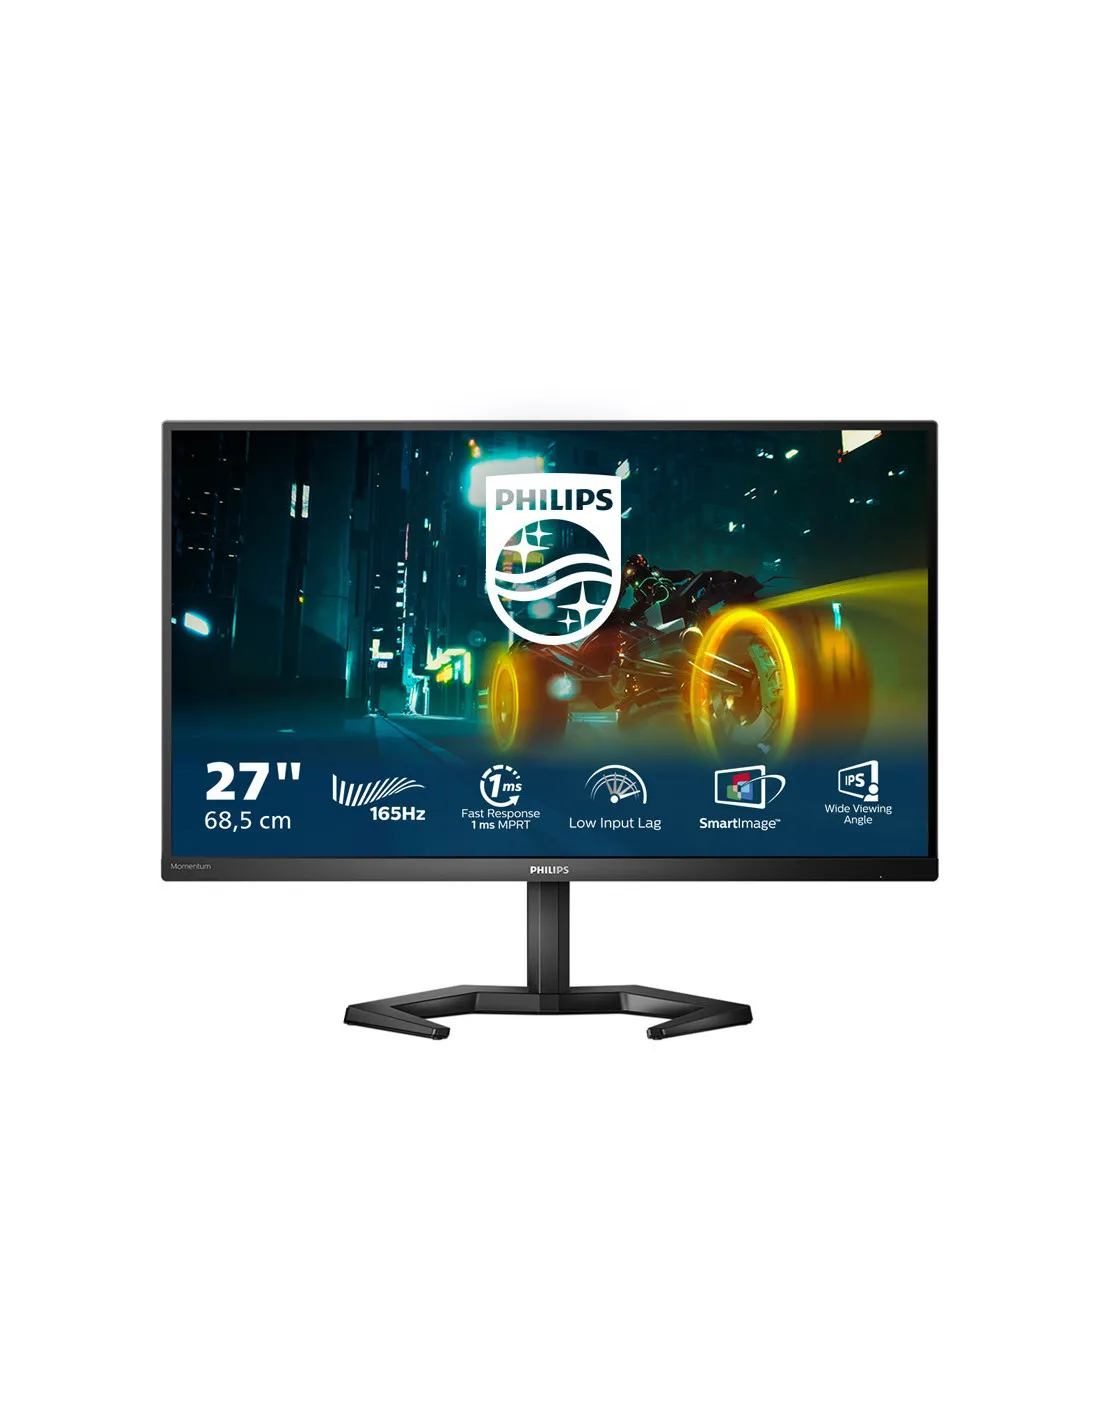 PHILIPS
27"
68,5 cm
165Hz
1ms
Fast Response
1 ms MPRT
Low Input Lag
SmartImage™
IPS
Wide Viewing
Angle
Momentum
PHILIPS